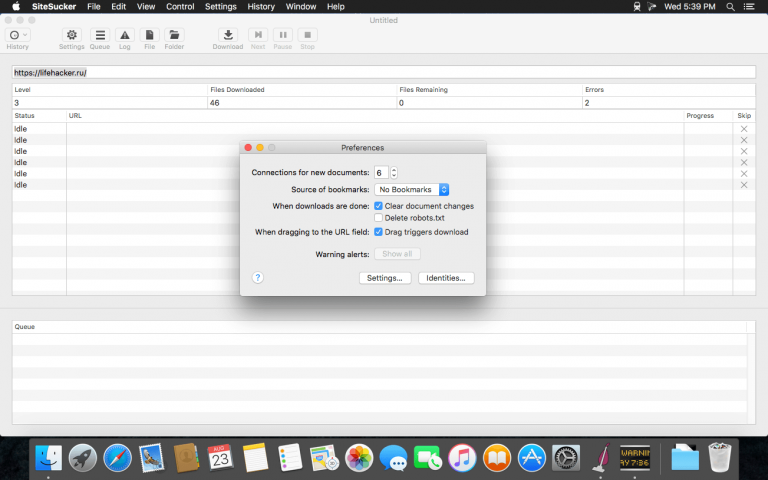 SiteSucker File Edit View Control Settings History Window Help Wed 5:39 PM
Untitled
History Settings Queue Log File Folder Download Next Pause Stop
https://lifehacker.ru/
Level Files Downloaded Files Remaining Errors
3 46 0 2
Status URL Progress Skip
Idle
Idle
Idle
Idle
Idle
Idle
Preferences
Connections for new documents: 6
Source of bookmarks: No Bookmarks
When downloads are done: Clear document changes
Delete robots.txt
When dragging to the URL field: Drag triggers download
Warning alerts: Show all
? Settings... Identities...
Queue
AUG
23
WARNIN
AY 7:36